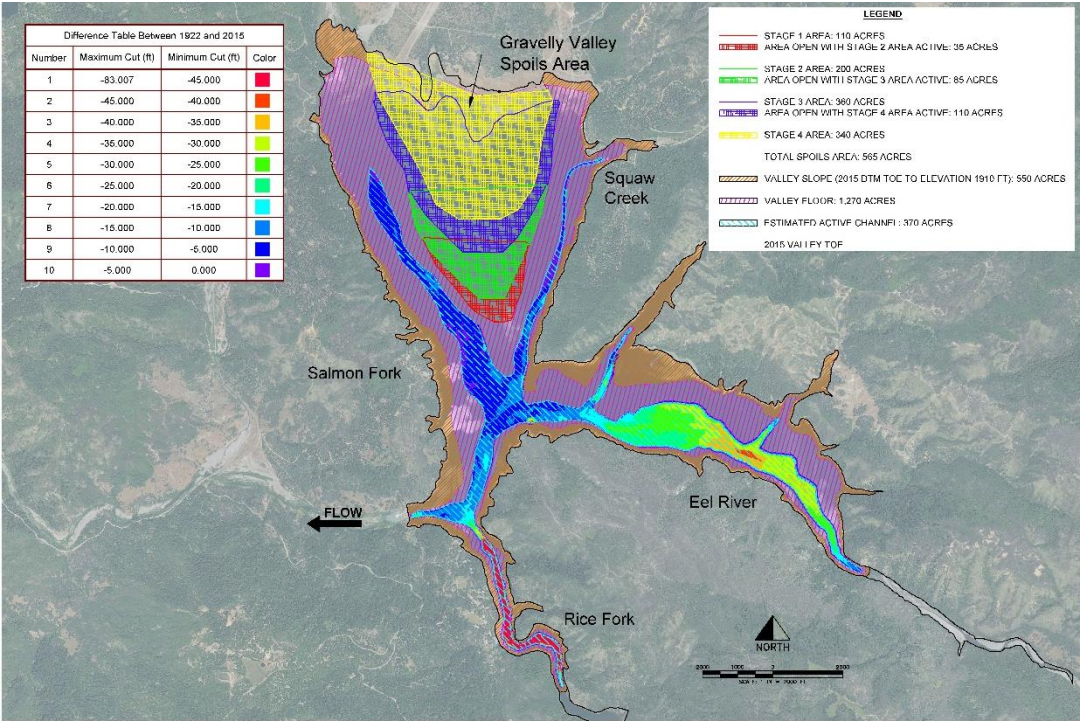 Difference Table Between 1922 and 2015
Number Maximum Cut (ft) Minimum Cut (ft) Color
1 -83.007 -45.000
2 -45.000 -40.000
3 -40.000 -35.000
4 -35.000 -30.000
5 -30.000 -25.000
6 -25.000 -20.000
7 -20.000 -15.000
8 -15.000 -10.000
9 -10.000 -5.000
10 -5.000 0.000
LEGEND
STAGE 1 AREA: 110 ACRES
AREA OPEN WITH STAGE 2 AREA ACTIVE: 35 ACRES
STAGE 2 AREA: 200 ACRES
AREA OPEN WITH STAGE 3 AREA ACTIVE: 85 ACRES
STAGE 3 AREA: 360 ACRES
AREA OPEN WITH STAGE 4 AREA ACTIVE: 110 ACRES
STAGE 4 AREA: 340 ACRES
TOTAL SPOILS AREA: 565 ACRES
VALLEY SLOPE (2015 DTM TOE TO ELEVATION 1910 FT): 550 ACRES
VALLEY FLOOR: 1,270 ACRES
ESTIMATED ACTIVE CHANNEL: 370 ACRES
2015 VALLEY TOE
Gravelly Valley
Spoils Area
Squaw
Creek
Salmon Fork
Eel River
FLOW
Rice Fork
NORTH
2000 1000 0 2000